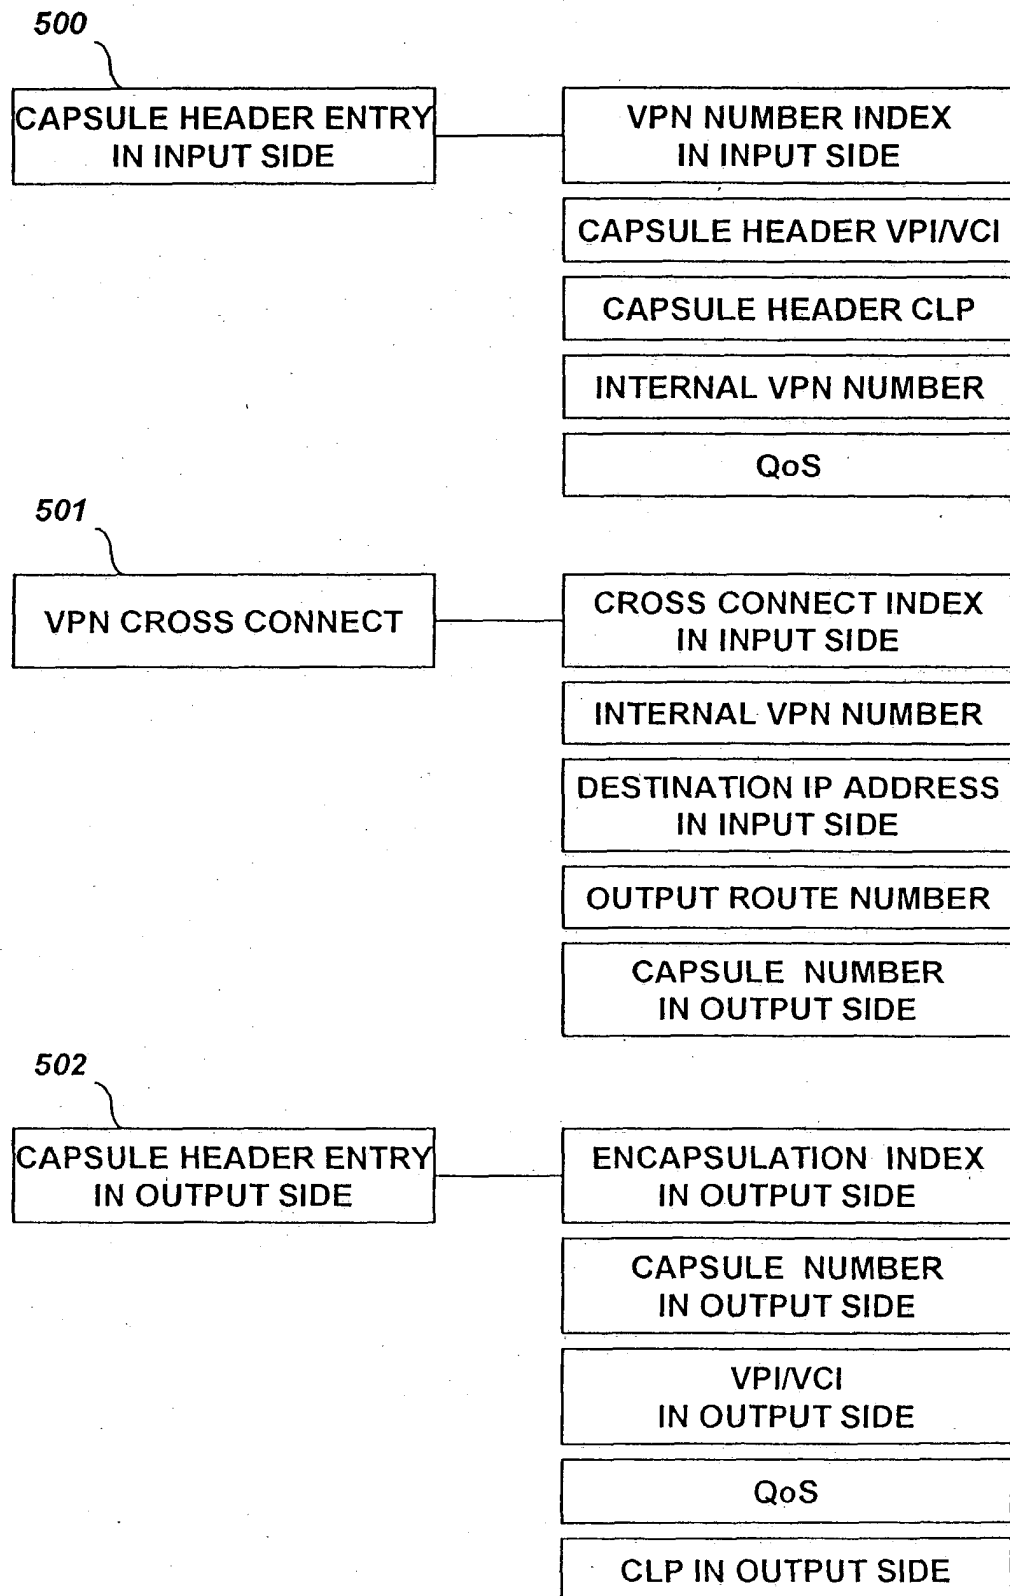 500
CAPSULE HEADER ENTRY
IN INPUT SIDE
VPN NUMBER INDEX
IN INPUT SIDE
CAPSULE HEADER VPI/VCI
CAPSULE HEADER CLP
INTERNAL VPN NUMBER
QoS
501
VPN CROSS CONNECT
CROSS CONNECT INDEX
IN INPUT SIDE
INTERNAL VPN NUMBER
DESTINATION IP ADDRESS
IN INPUT SIDE
OUTPUT ROUTE NUMBER
CAPSULE NUMBER
IN OUTPUT SIDE
502
CAPSULE HEADER ENTRY
IN OUTPUT SIDE
ENCAPSULATION INDEX
IN OUTPUT SIDE
CAPSULE NUMBER
IN OUTPUT SIDE
VPI/VCI
IN OUTPUT SIDE
QoS
CLP IN OUTPUT SIDE